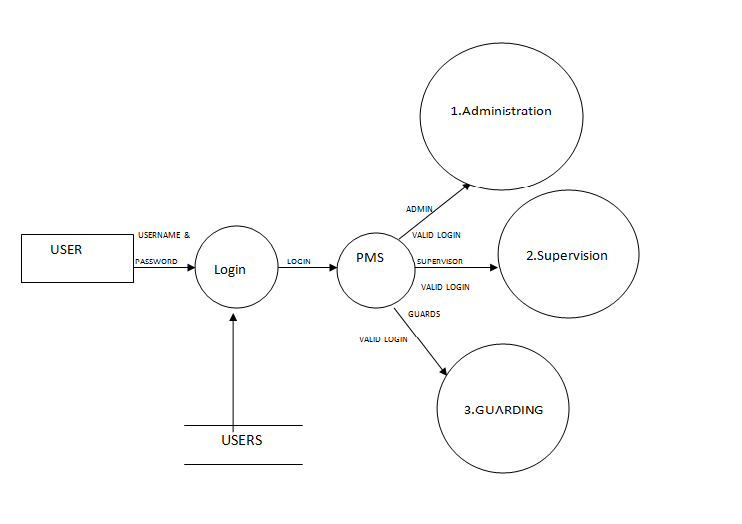 1.Administration
ADMIN
VALID LOGIN
USER
USERNAME &
PASSWORD
Login
LOGIN
PMS
SUPERVISOR
VALID LOGIN
2.Supervision
GUARDS
VALID LOGIN
3.GUARDING
USERS